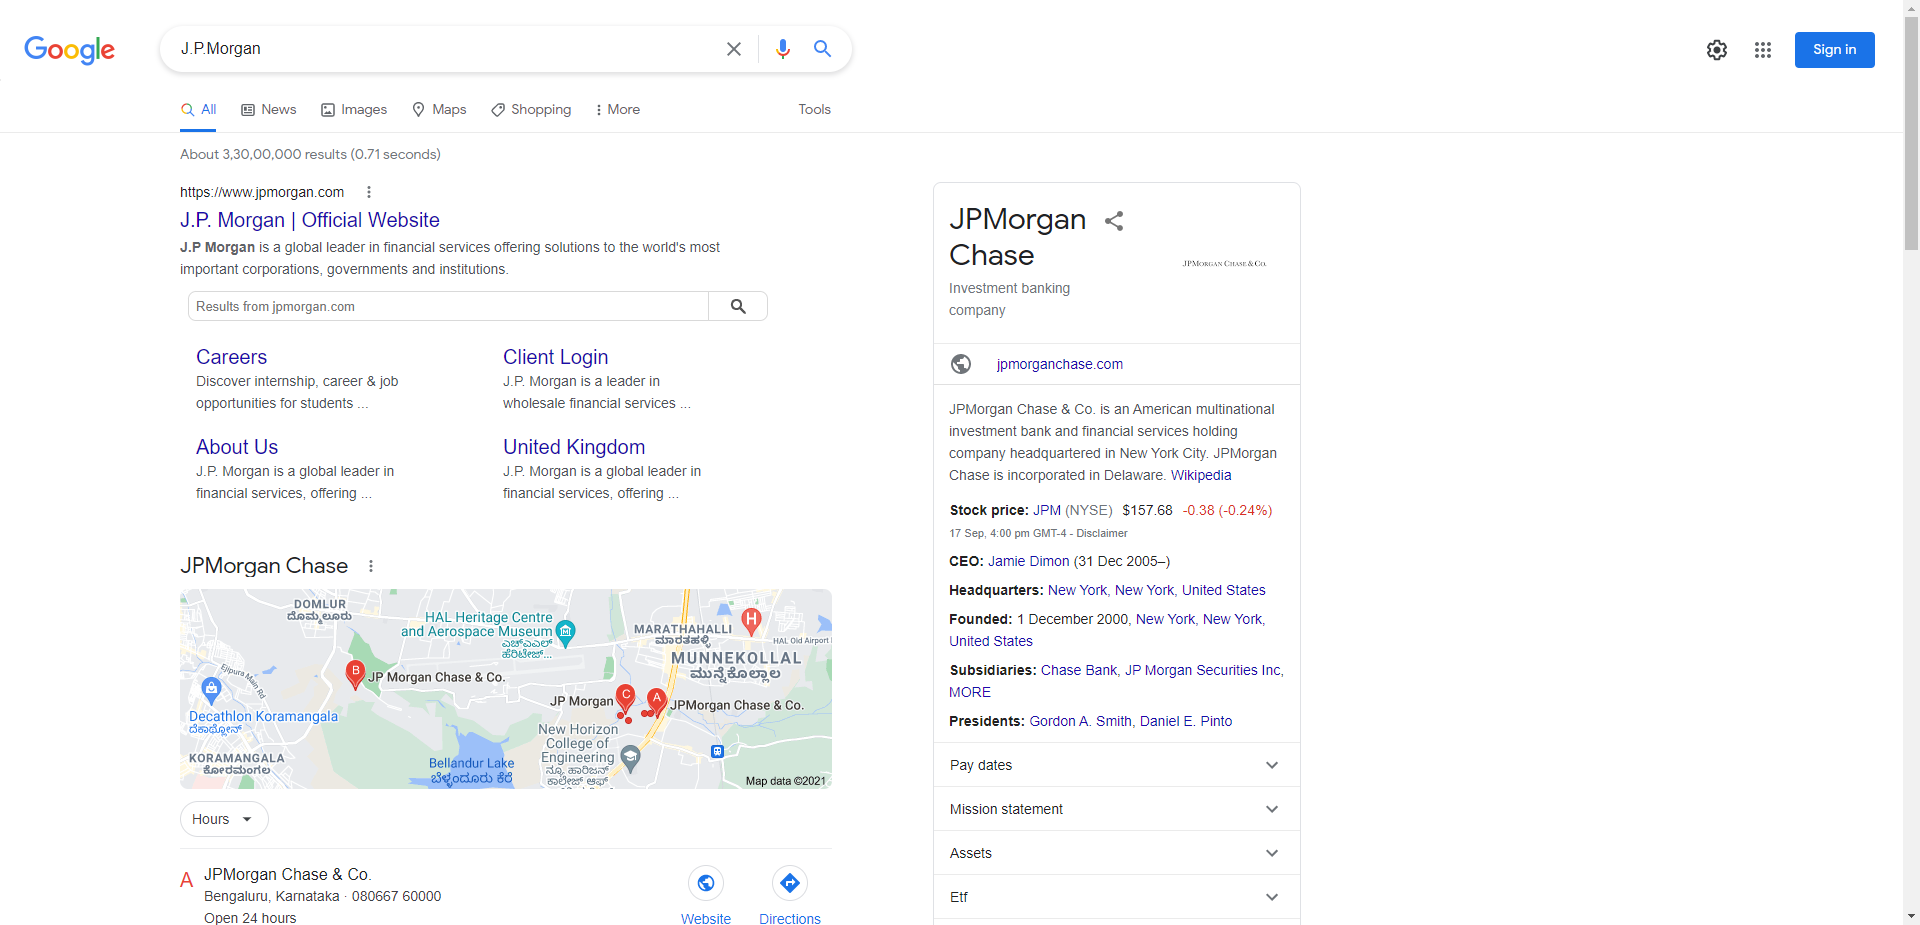 Google
J.P.Morgan
Sign in
All
News
Images
Maps
Shopping
More
Tools
About 3,30,00,000 results (0.71 seconds)
https://www.jpmorgan.com
J.P. Morgan | Official Website
J.P Morgan is a global leader in financial services offering solutions to the world's most
important corporations, governments and institutions.
Results from jpmorgan.com
Careers
Discover internship, career & job
opportunities for students ...
Client Login
J.P. Morgan is a leader in
wholesale financial services ...
About Us
J.P. Morgan is a global leader in
financial services, offering ...
United Kingdom
J.P. Morgan is a global leader in
financial services, offering ...
JPMorgan Chase
DOMLUR
ದೊಮ್ಮಲೂರು
HAL Heritage Centre
and Aerospace Museum
ಎಚ್ಎಎಲ್
ಹೆರಿಟೇಜ್...
MARATHAHALLI
ಮಾರತಹಳ್ಳಿ
H
HAL Old Airport
MUNNEKOLLAL
ಮುನ್ನೆಕೊಲ್ಲಾಲ
Ejipura Main Rd
B
JP Morgan Chase & Co.
JP Morgan
C
A
JPMorgan Chase & Co.
Decathlon Koramangala
ಡೆಕಾಥ್ಲೋನ್
New Horizon
College of
Engineering
ನ್ಯೂ ಹಾರಿಜನ್
ಕಾಲೇಜ್ ಆಫ್
KORAMANGALA
ಕೋರಮಂಗಲ
Bellandur Lake
ಬೆಳ್ಳಂದೂರು ಕೆರೆ
Map data ©2021
Hours
A
JPMorgan Chase & Co.
Bengaluru, Karnataka · 080667 60000
Open 24 hours
Website
Directions
JPMorgan
Chase
JPMORGAN CHASE & CO.
Investment banking
company
jpmorganchase.com
JPMorgan Chase & Co. is an American multinational
investment bank and financial services holding
company headquartered in New York City. JPMorgan
Chase is incorporated in Delaware. Wikipedia
Stock price: JPM (NYSE) $157.68 -0.38 (-0.24%)
17 Sep, 4:00 pm GMT-4 - Disclaimer
CEO: Jamie Dimon (31 Dec 2005–)
Headquarters: New York, New York, United States
Founded: 1 December 2000, New York, New York,
United States
Subsidiaries: Chase Bank, JP Morgan Securities Inc,
MORE
Presidents: Gordon A. Smith, Daniel E. Pinto
Pay dates
Mission statement
Assets
Etf